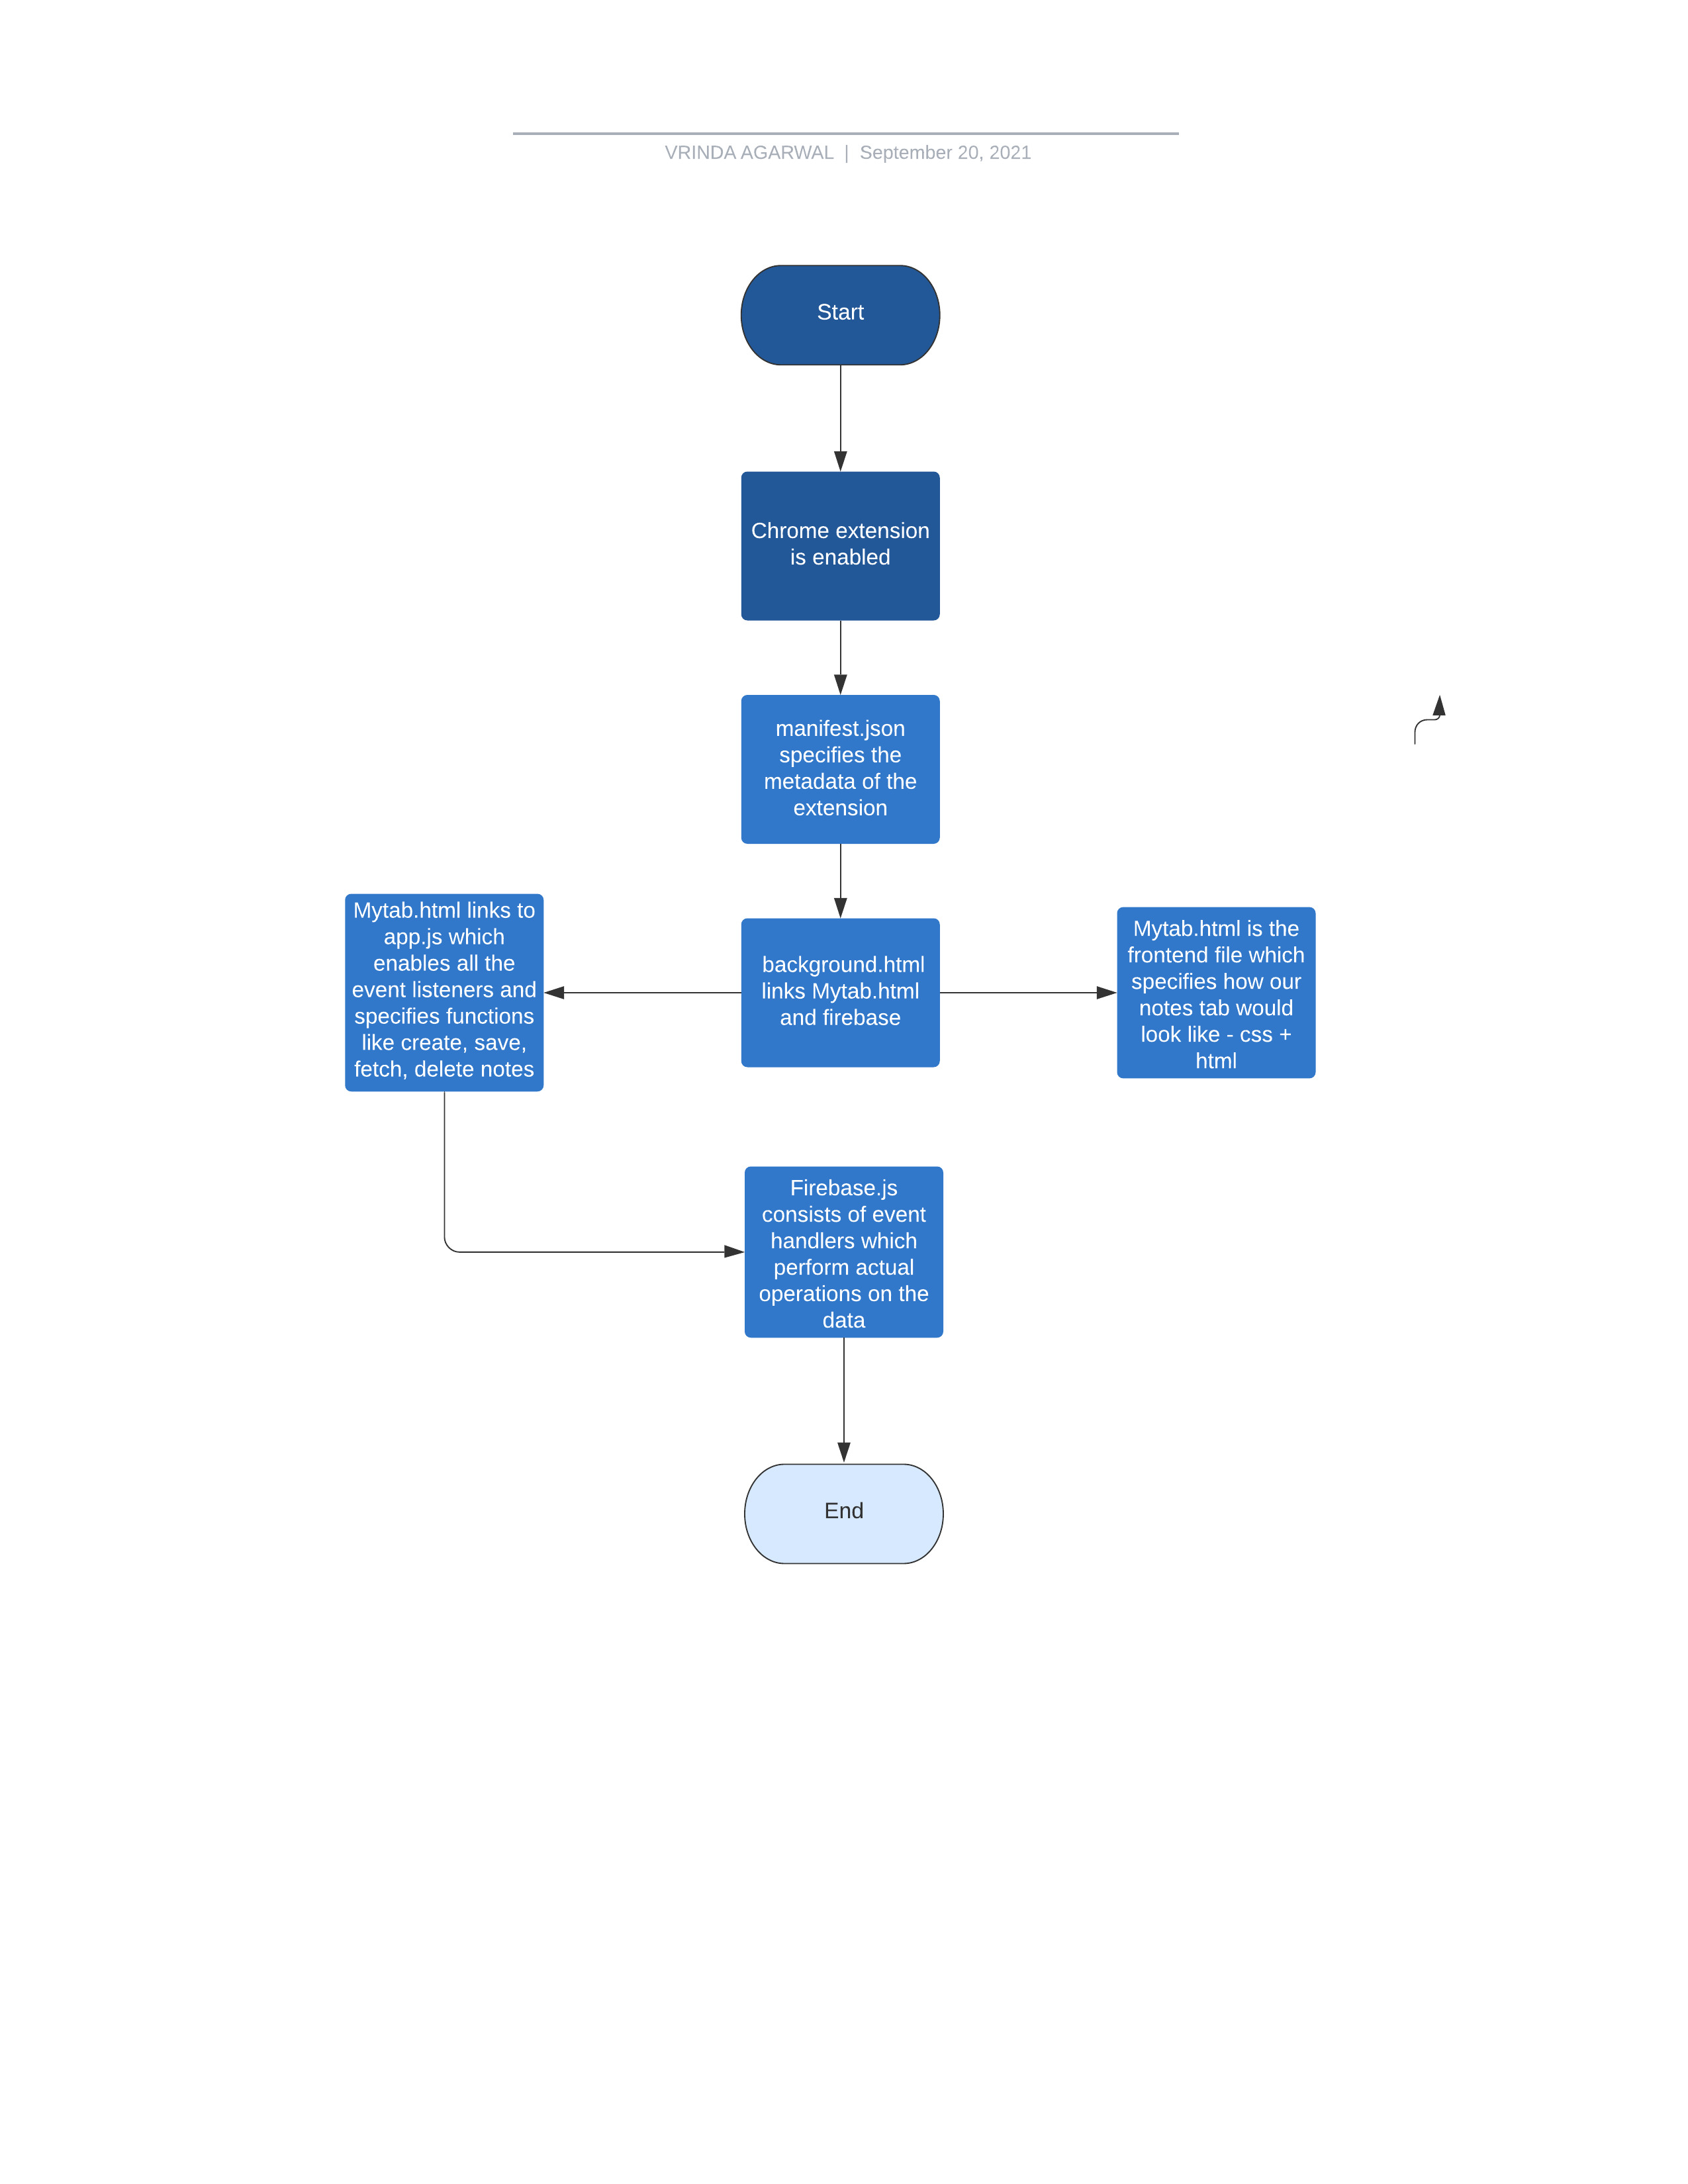 VRINDA AGARWAL | September 20, 2021
Start
Chrome extension
is enabled
manifest.json
specifies the
metadata of the
extension
Mytab.html links to
app.js which
enables all the
event listeners and
specifies functions
like create, save,
fetch, delete notes
background.html
links Mytab.html
and firebase
Mytab.html is the
frontend file which
specifies how our
notes tab would
look like - css +
html
Firebase.js
consists of event
handlers which
perform actual
operations on the
data
End